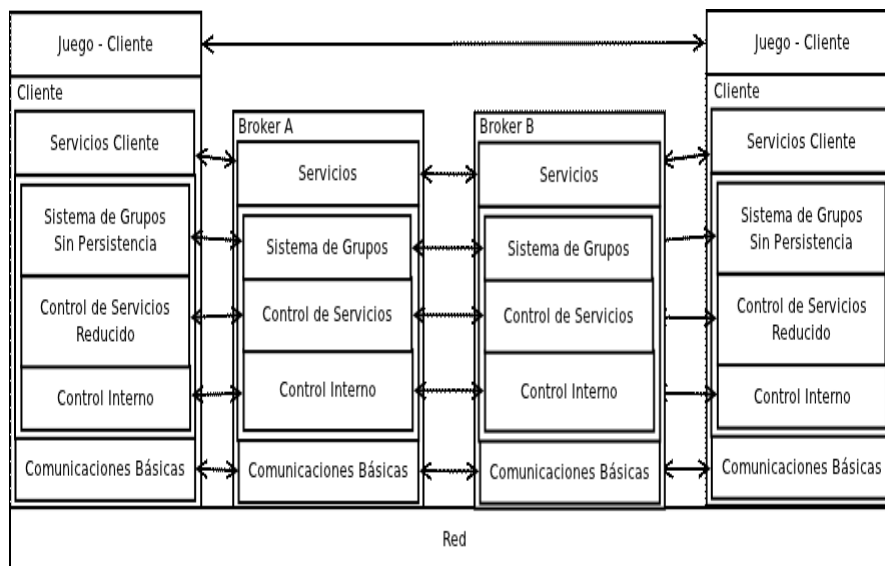 Juego - Cliente
Cliente
Servicios Cliente
Sistema de Grupos
Sin Persistencia
Control de Servicios
Reducido
Control Interno
Comunicaciones Básicas
Broker A
Servicios
Sistema de Grupos
Control de Servicios
Control Interno
Comunicaciones Básicas
Broker B
Servicios
Sistema de Grupos
Control de Servicios
Control Interno
Comunicaciones Básicas
Juego - Cliente
Cliente
Servicios Cliente
Sistema de Grupos
Sin Persistencia
Control de Servicios
Reducido
Control Interno
Comunicaciones Básicas
Red